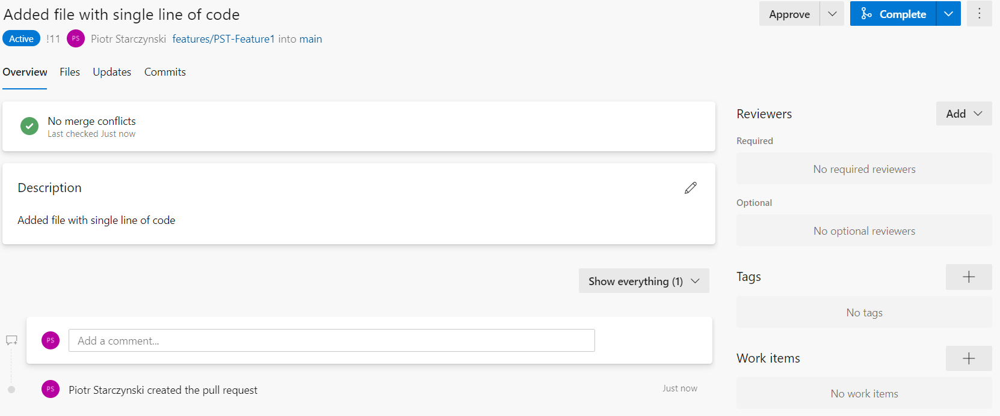 Added file with single line of code
Approve
Complete
Active !11 PS Piotr Starczynski features/PST-Feature1 into main
Overview Files Updates Commits
No merge conflicts
Last checked Just now
Description
Added file with single line of code
Show everything (1)
PS Add a comment...
PS Piotr Starczynski created the pull request Just now
Reviewers Add
Required
No required reviewers
Optional
No optional reviewers
Tags
No tags
Work items
No work items